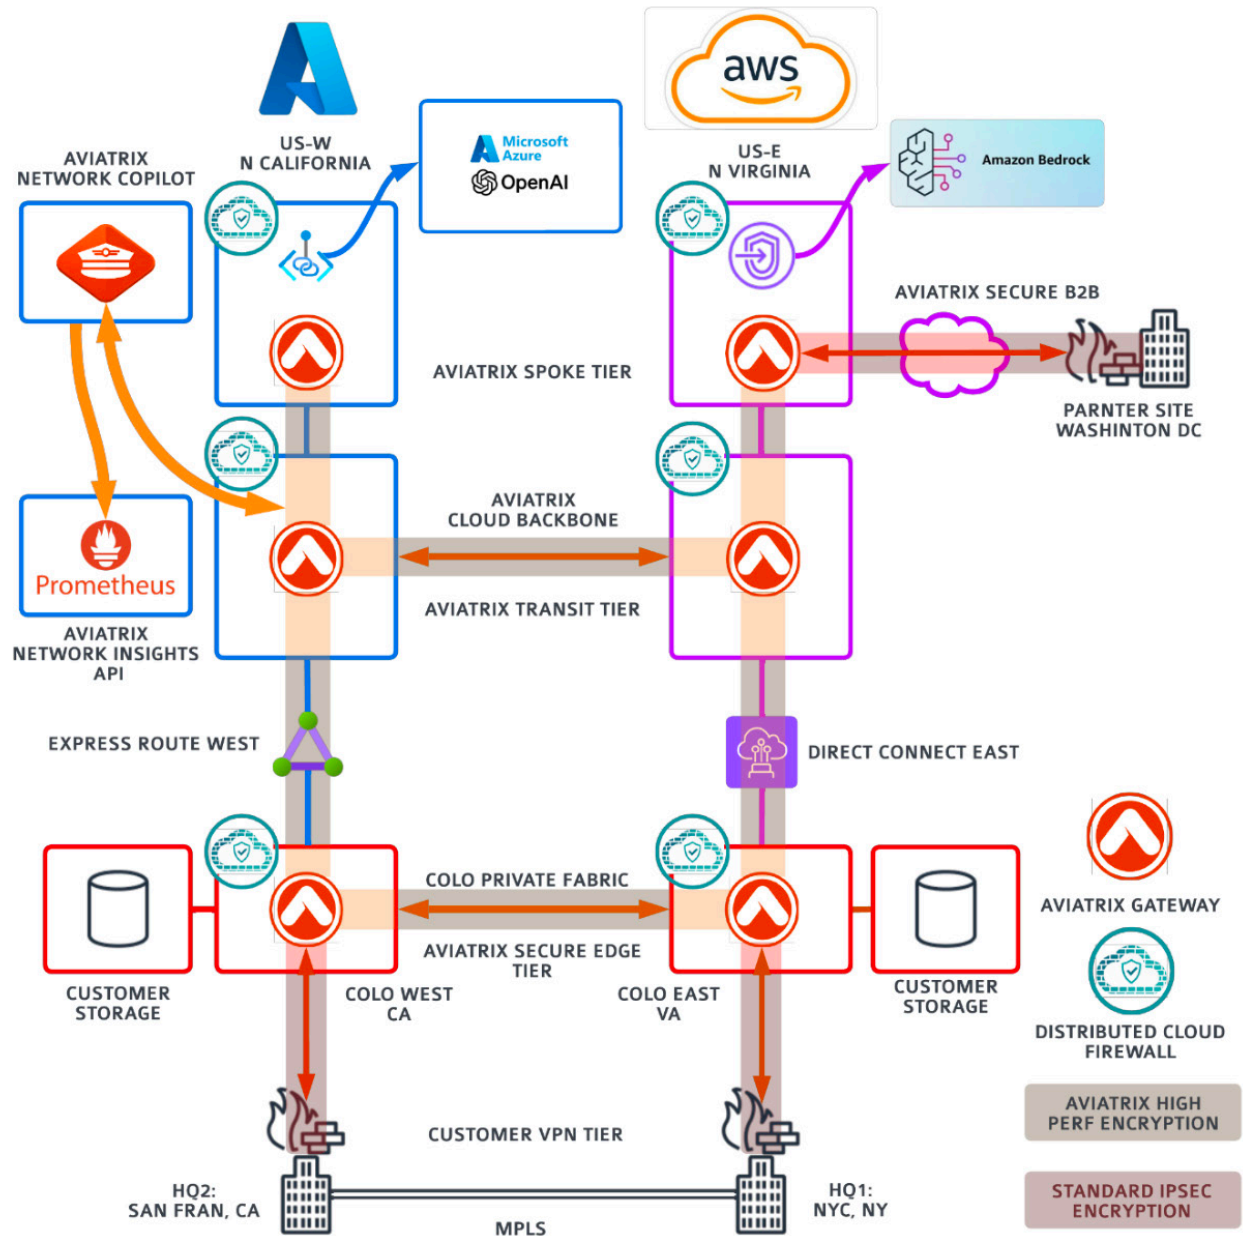 aws
US-W
N CALIFORNIA
Microsoft
Azure
OpenAI
US-E
N VIRGINIA
Amazon Bedrock
AVIATRIX
NETWORK COPILOT
AVIATRIX SECURE B2B
AVIATRIX SPOKE TIER
PARNTER SITE
WASHINTON DC
AVIATRIX
CLOUD BACKBONE
Prometheus
AVIATRIX TRANSIT TIER
AVIATRIX
NETWORK INSIGHTS
API
EXPRESS ROUTE WEST
DIRECT CONNECT EAST
COLO PRIVATE FABRIC
AVIATRIX GATEWAY
AVIATRIX SECURE EDGE
TIER
CUSTOMER
STORAGE
COLO WEST
CA
COLO EAST
VA
CUSTOMER
STORAGE
DISTRIBUTED CLOUD
FIREWALL
AVIATRIX HIGH
PERF ENCRYPTION
CUSTOMER VPN TIER
HQ2:
SAN FRAN, CA
HQ1:
NYC, NY
STANDARD IPSEC
ENCRYPTION
MPLS